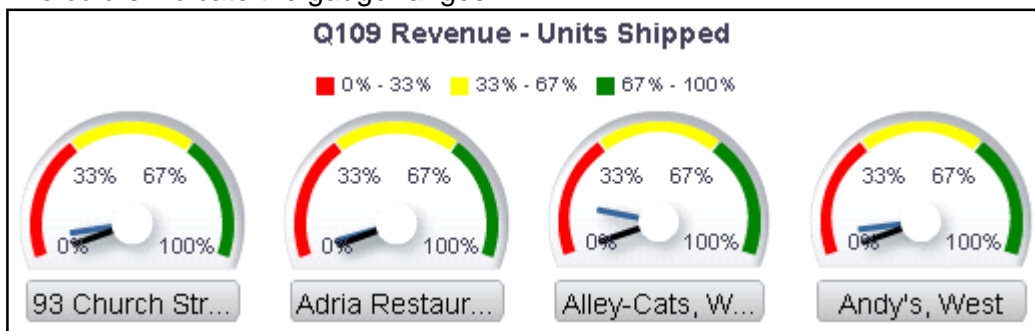 Q109 Revenue - Units Shipped
0% - 33% 33% - 67% 67% - 100%
33% 67% 33% 67% 33% 67% 33% 67%
0% 100% 0% 100% 0% 100% 0% 100%
93 Church Str... Adria Restaur... Alley-Cats, W... Andy's, West